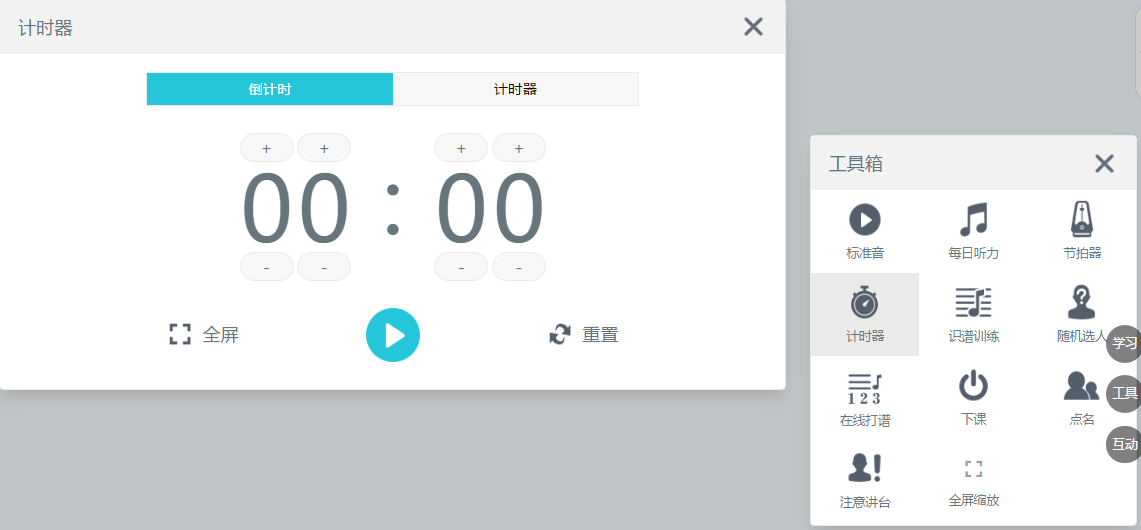 计时器
倒计时 计时器
+ + + +
00 : 00
- - - -
全屏 重置
工具箱
标准音 每日听力 节拍器
计时器 识谱训练 随机选人
学习
123
在线打谱 下课 点名
工具
互动
注意讲台 全屏缩放